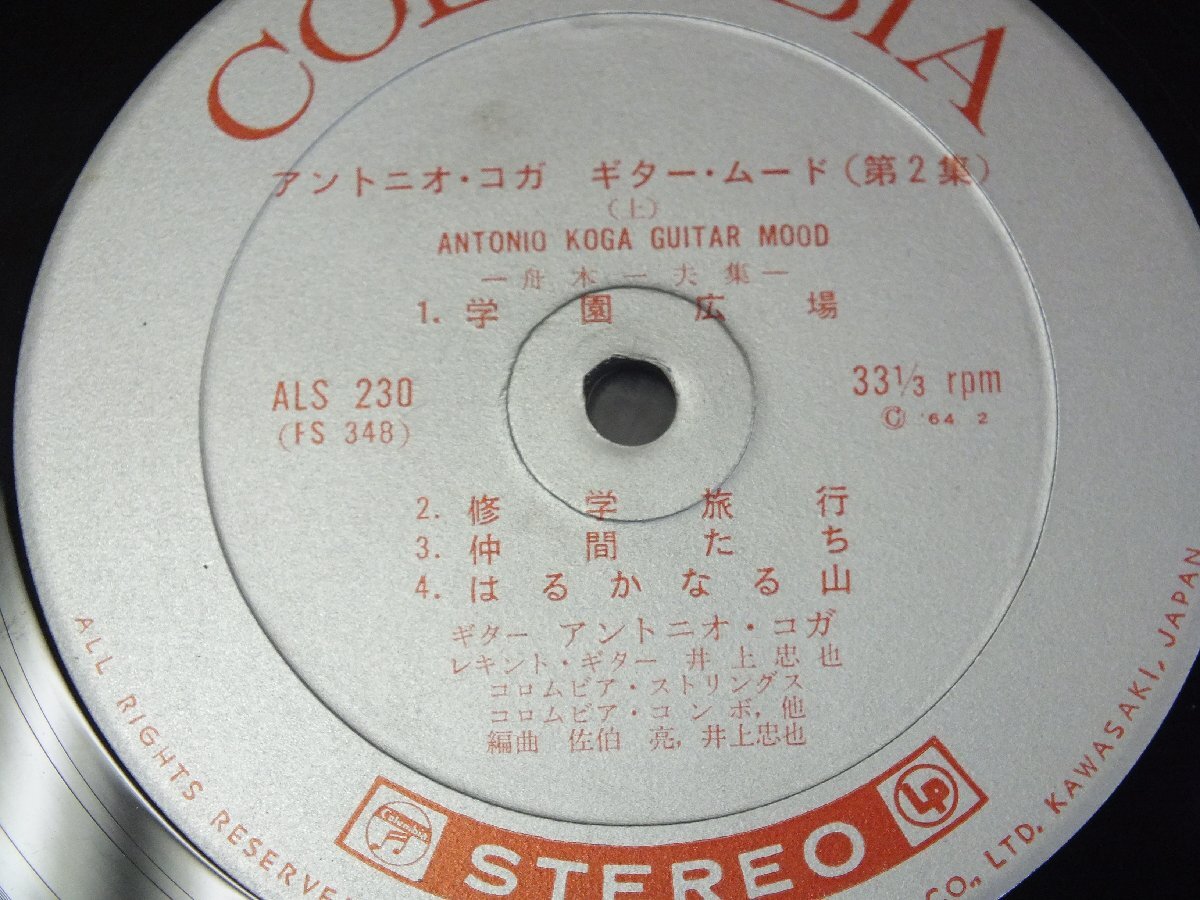 COLUMBIA
アントニオ・コガ ギター・ムード(第2集)
(上)
ANTONIO KOGA GUITAR MOOD
—舟木一夫集—
1. 学園広場
ALS 230
(FS 348)
33⅓ rpm
Ⓒ '64 2
2. 修学旅行
3. 仲間たち
4. はるかなる山
ギター アントニオ・コガ
レキント・ギター 井上忠也
コロムビア・ストリングス
コロムビア・コンボ,他
編曲 佐伯 亮,井上忠也
Columbia
STEREO
LP
ALL RIGHTS RESERVE
CO., LTD. KAWASAKI, JAPAN